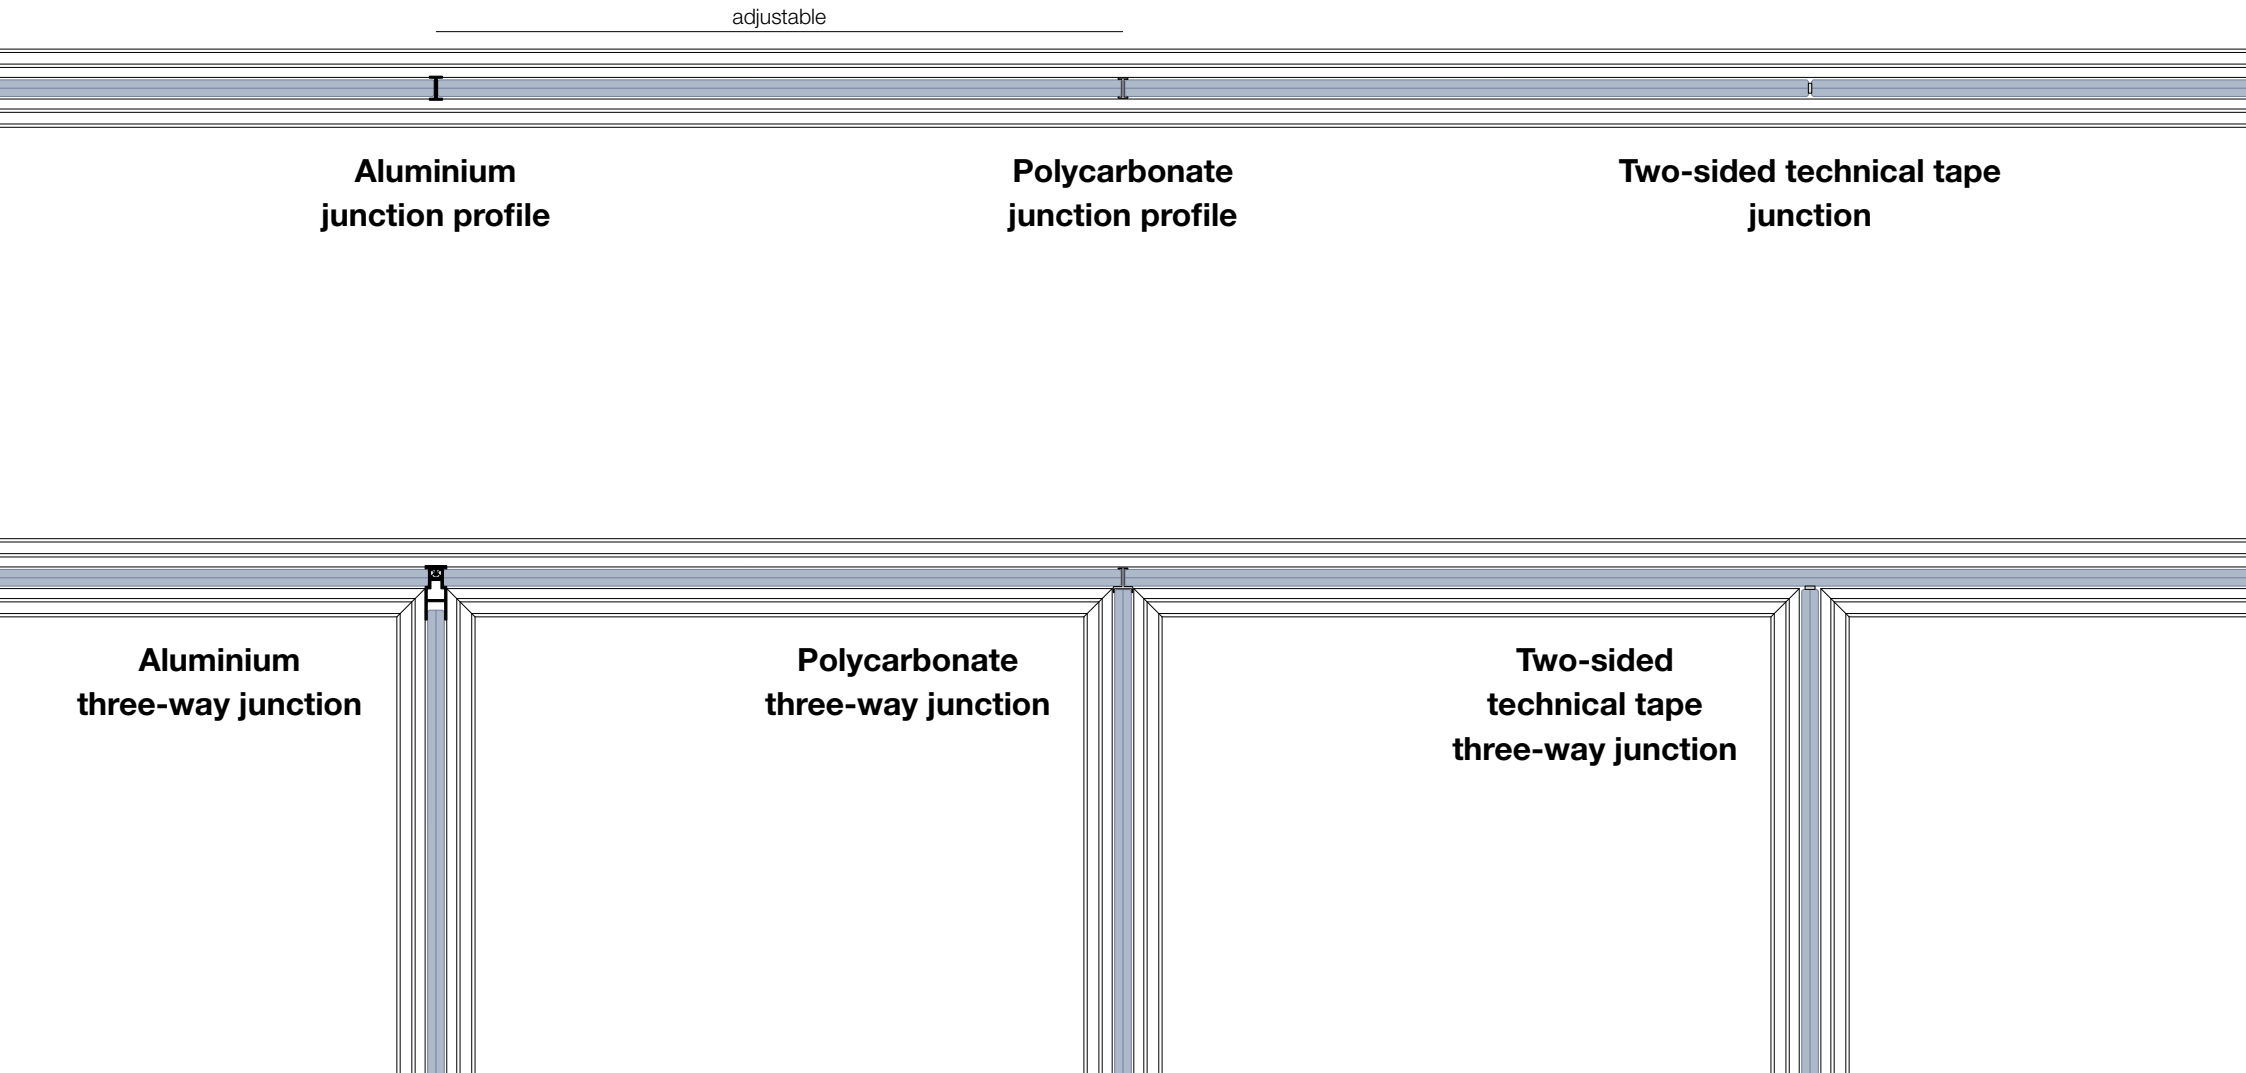 adjustable
Aluminium
junction profile
Polycarbonate
junction profile
Two-sided technical tape
junction
Aluminium
three-way junction
Polycarbonate
three-way junction
Two-sided
technical tape
three-way junction